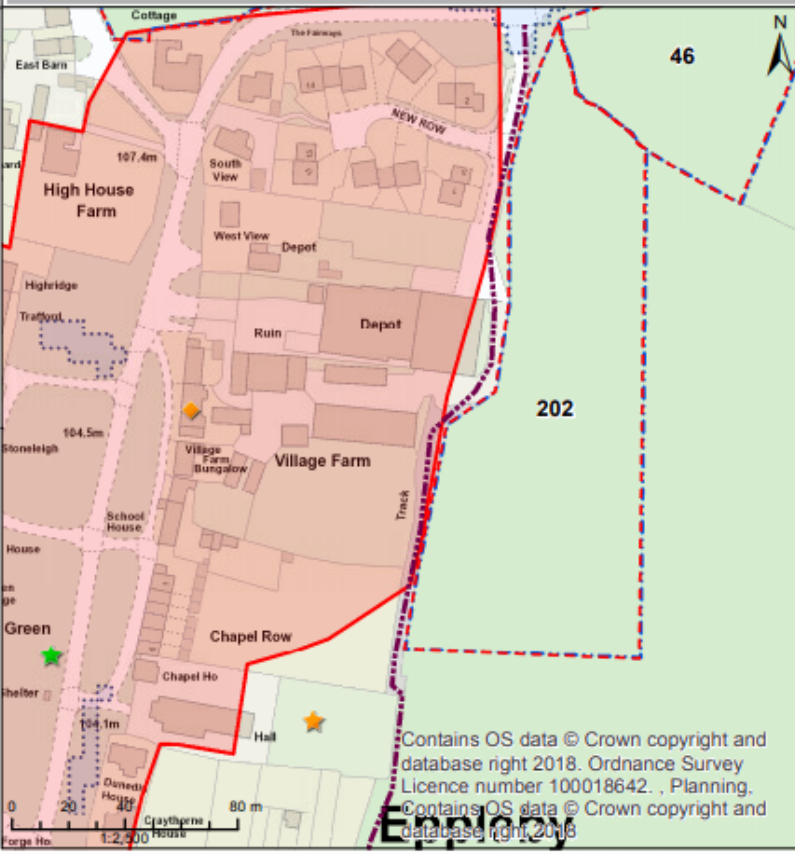 Cottage
N
The Fairways
East Barn
46
14
2
NEW ROW
107.4m
South
View
High House
Farm
West View
Depot
Highridge
Depot
Ruin
202
104.5m
Stoneleigh
Village
Farm
Bungalow
Village Farm
Track
School
House
House
Green
Chapel Row
Chapel Ho
Shelter
Hall
104.1m
Contains OS data © Crown copyright and
database right 2018. Ordnance Survey
Licence number 100018642. , Planning,
Contains OS data © Crown copyright and
database right 2018
Eppleby
House
0 20 40 80 m
Craythorne
House
1:2,500
Forge Ho